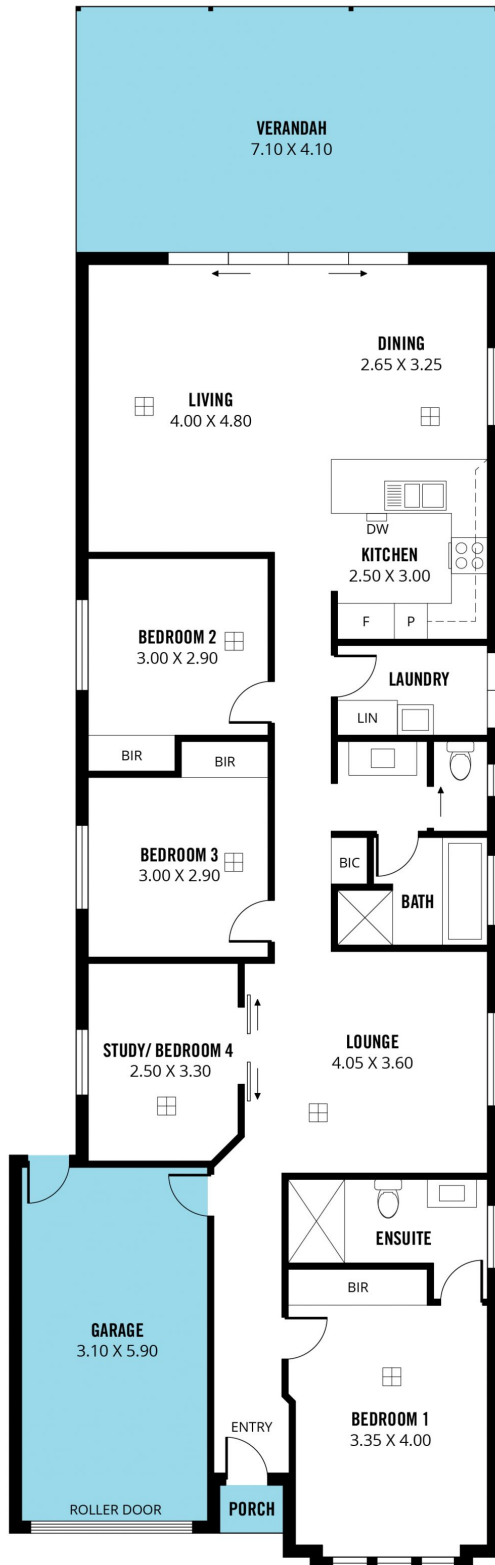 VERANDAH
7.10 X 4.10
DINING
2.65 X 3.25
LIVING
4.00 X 4.80
DW
KITCHEN
2.50 X 3.00
F
P
BEDROOM 2
3.00 X 2.90
LAUNDRY
LIN
BIR
BIR
BEDROOM 3
3.00 X 2.90
BIC
BATH
STUDY/ BEDROOM 4
2.50 X 3.30
LOUNGE
4.05 X 3.60
ENSUITE
BIR
GARAGE
3.10 X 5.90
BEDROOM 1
3.35 X 4.00
ENTRY
PORCH
ROLLER DOOR